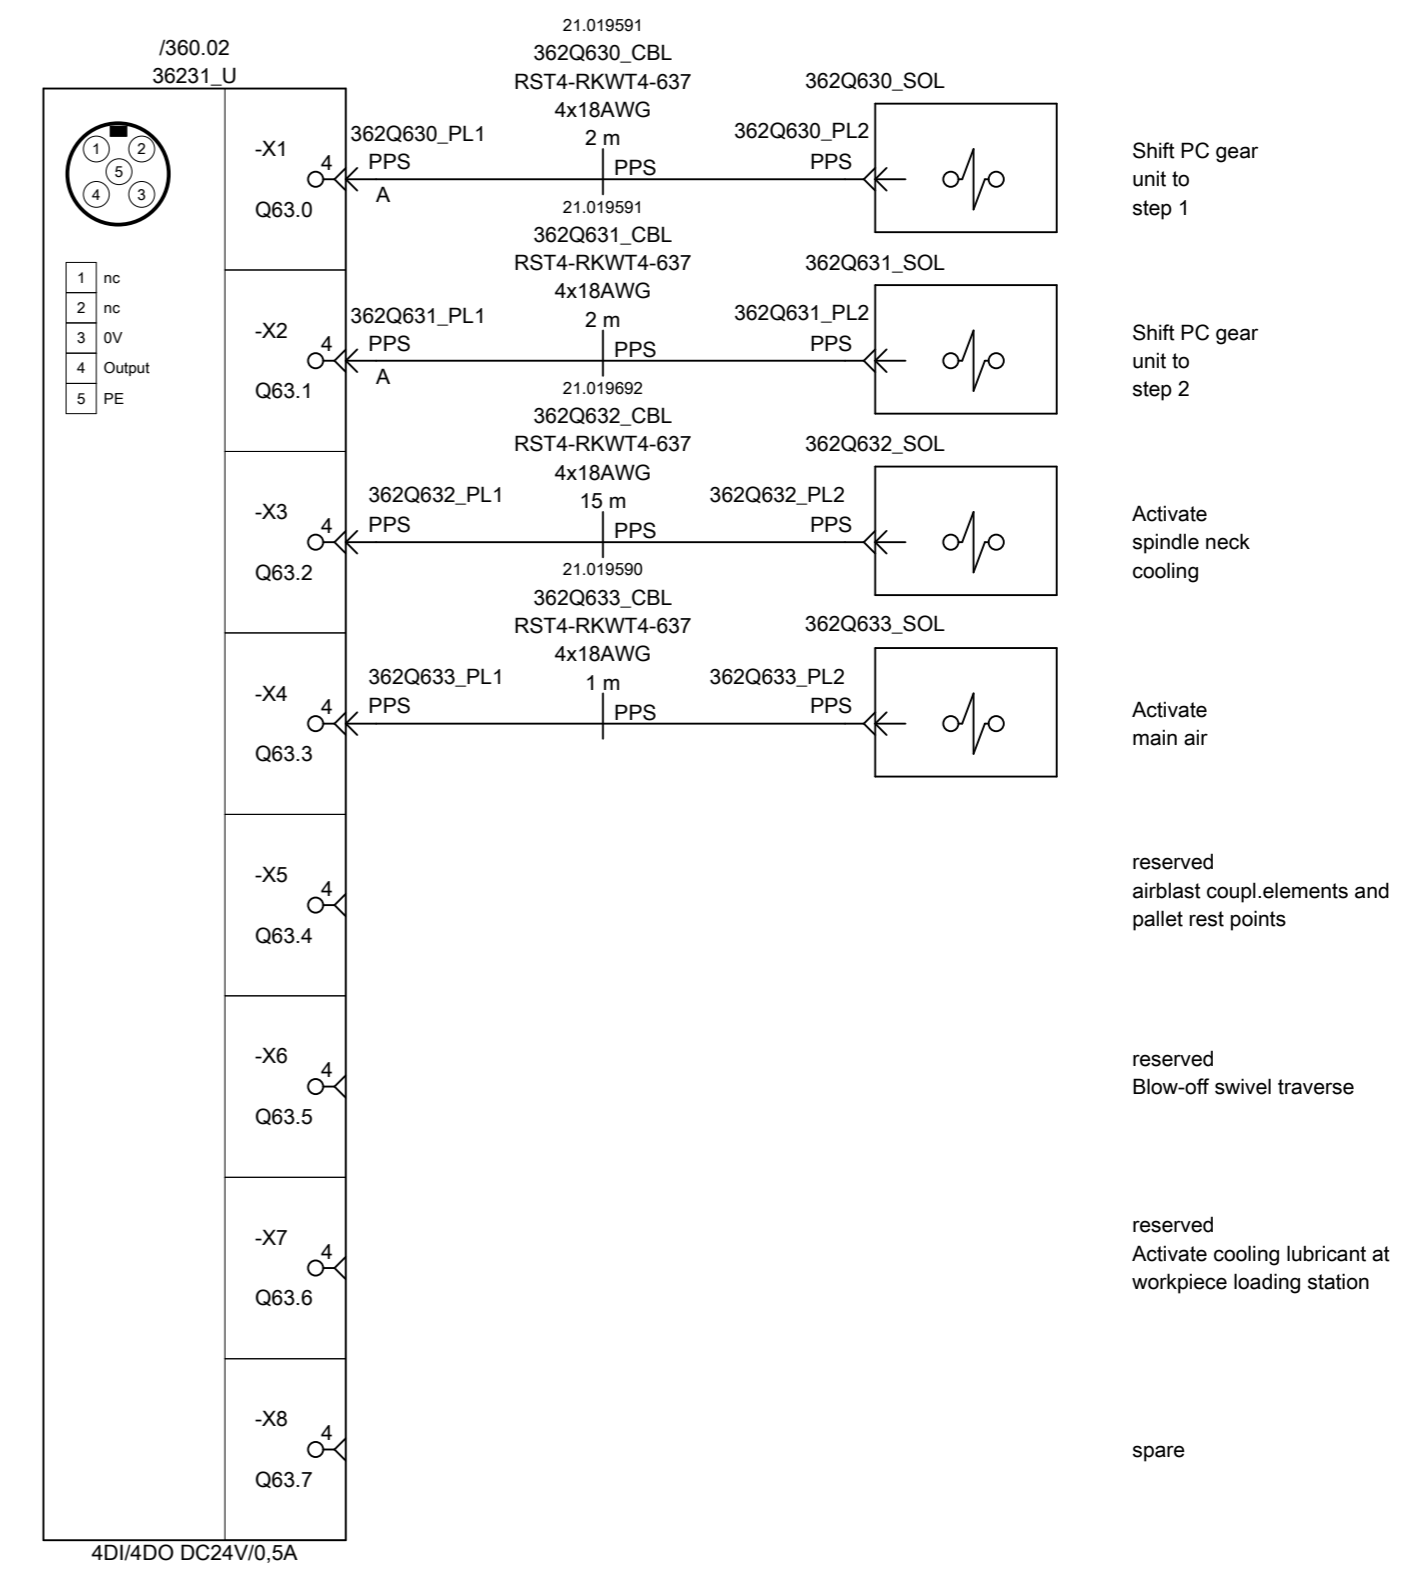 /360.02
36231_U
1
2
5
4
3
1 nc
2 nc
3 0V
4 Output
5 PE
-X1
4
Q63.0
362Q630_PL1
PPS
A
21.019591
362Q630_CBL
RST4-RKWT4-637
4x18AWG
2 m
PPS
362Q630_PL2
PPS
362Q630_SOL
Shift PC gear
unit to
step 1
-X2
4
Q63.1
362Q631_PL1
PPS
A
21.019591
362Q631_CBL
RST4-RKWT4-637
4x18AWG
2 m
PPS
362Q631_PL2
PPS
362Q631_SOL
Shift PC gear
unit to
step 2
-X3
4
Q63.2
362Q632_PL1
PPS
21.019692
362Q632_CBL
RST4-RKWT4-637
4x18AWG
15 m
PPS
362Q632_PL2
PPS
362Q632_SOL
Activate
spindle neck
cooling
-X4
4
Q63.3
362Q633_PL1
PPS
21.019590
362Q633_CBL
RST4-RKWT4-637
4x18AWG
1 m
PPS
362Q633_PL2
PPS
362Q633_SOL
Activate
main air
-X5
4
Q63.4
reserved
airblast coupl.elements and
pallet rest points
-X6
4
Q63.5
reserved
Blow-off swivel traverse
-X7
4
Q63.6
reserved
Activate cooling lubricant at
workpiece loading station
-X8
4
Q63.7
spare
4DI/4DO DC24V/0,5A